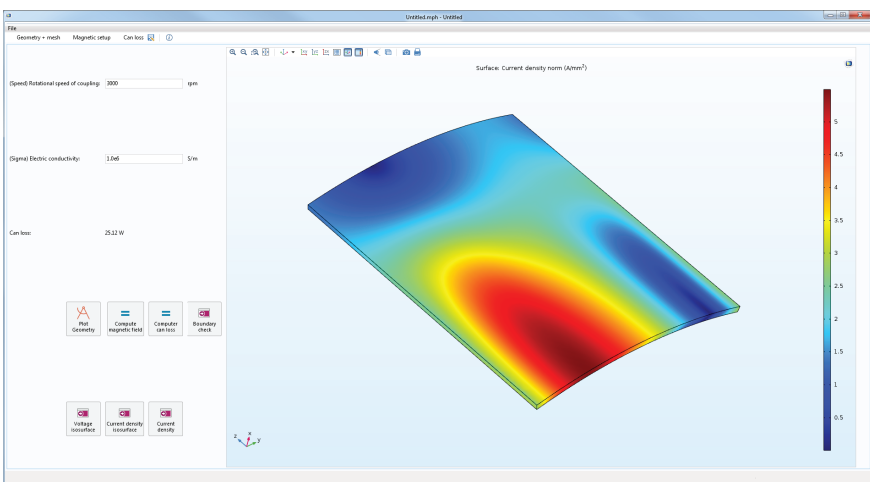 Untitled.mph - Untitled
File
Geometry + mesh Magnetic setup Can loss
Surface: Current density norm (A/mm²)
(Speed) Rotational speed of coupling: 3000 rpm
(Sigma) Electric conductivity: 1.0e6 S/m
Can loss: 25.12 W
Plot Geometry
Compute magnetic field
Computer can loss
Boundary check
Voltage isosurface
Current density isosurface
Current density
5
4.5
4
3.5
3
2.5
2
1.5
1
0.5
z x y